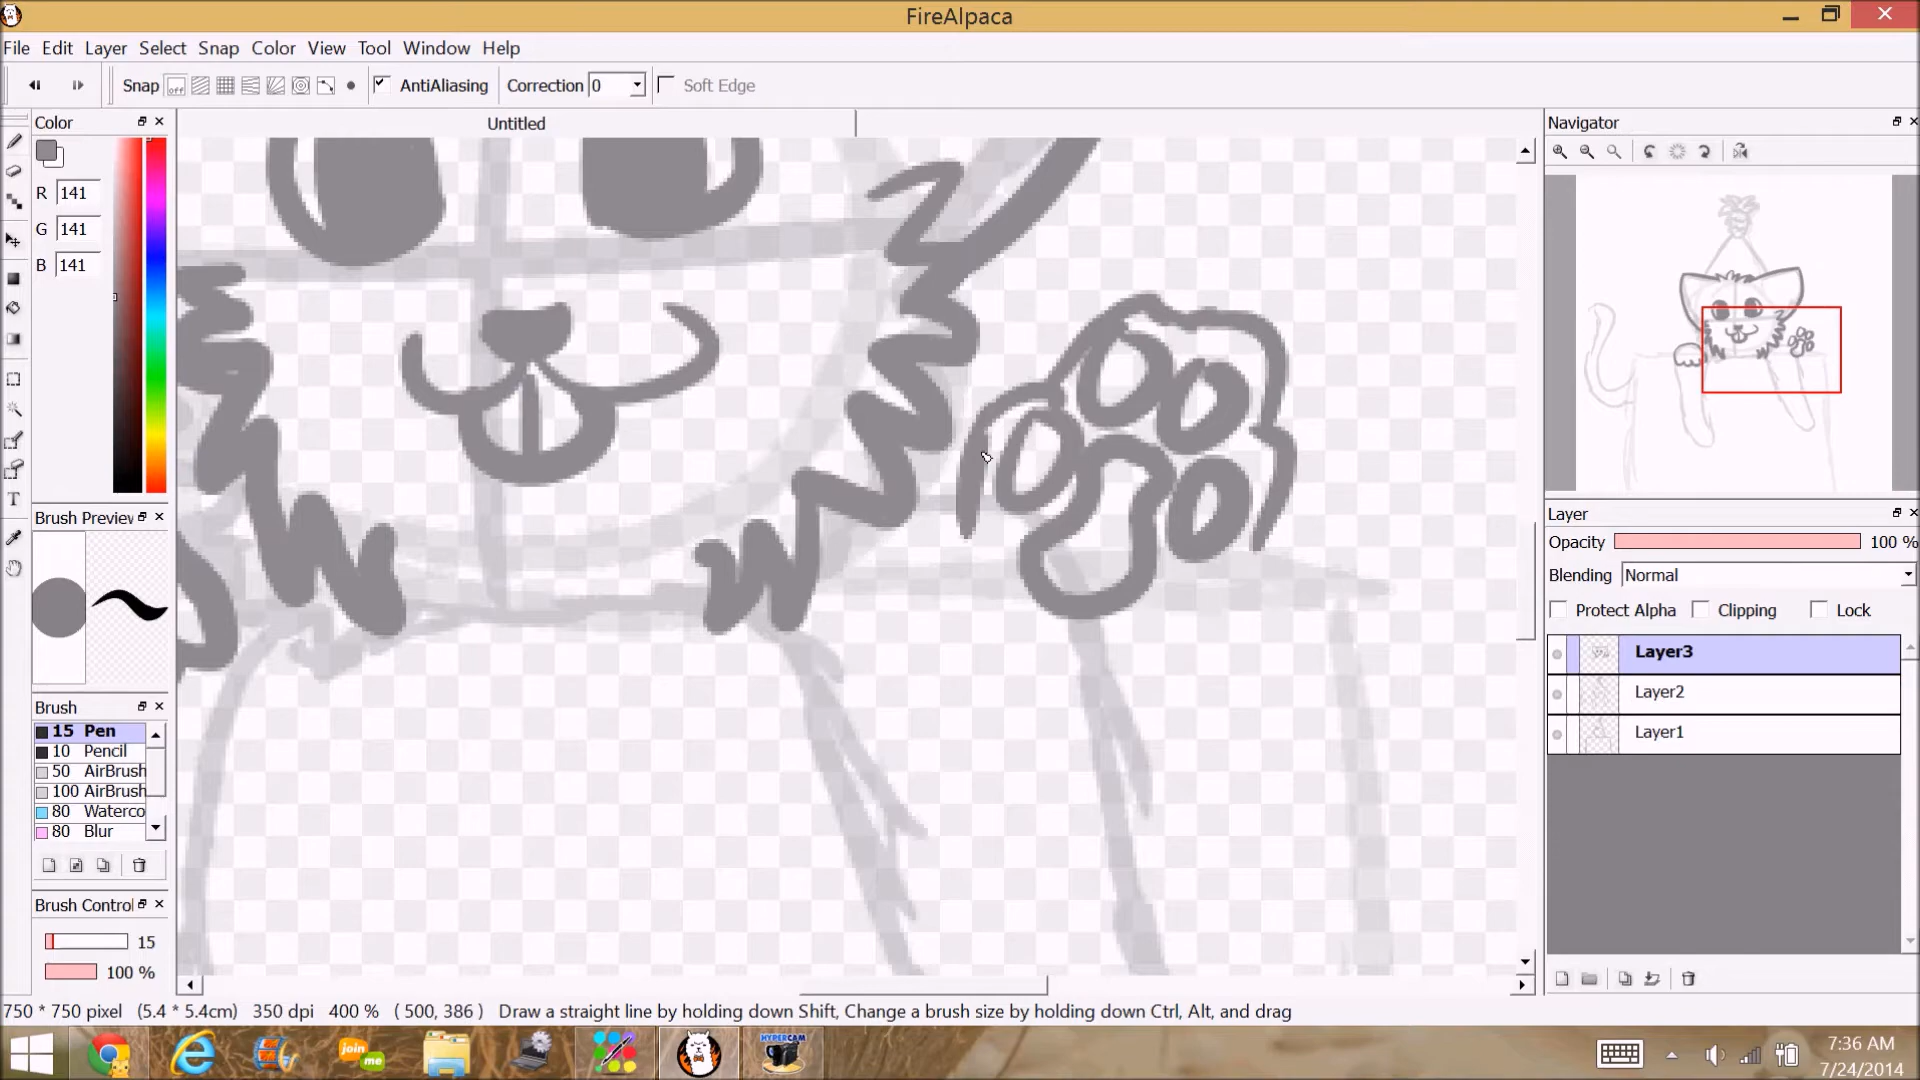 FireAlpaca
File Edit Layer Select Snap Color View Tool Window Help
Snap off AntiAliasing Correction 0 Soft Edge
Color
Untitled
Navigator
R 141
G 141
B 141
Brush Preview
Layer
Opacity 100 %
Blending Normal
Protect Alpha Clipping Lock
Layer3
Layer2
Layer1
Brush
15 Pen
10 Pencil
50 AirBrush
100 AirBrush
80 Waterco
80 Blur
T
Brush Control
15
100 %
750 * 750 pixel (5.4 * 5.4cm) 350 dpi 400 % ( 500, 386 ) Draw a straight line by holding down Shift, Change a brush size by holding down Ctrl, Alt, and drag
join me
HYPERCAM
7:36 AM
7/24/2014